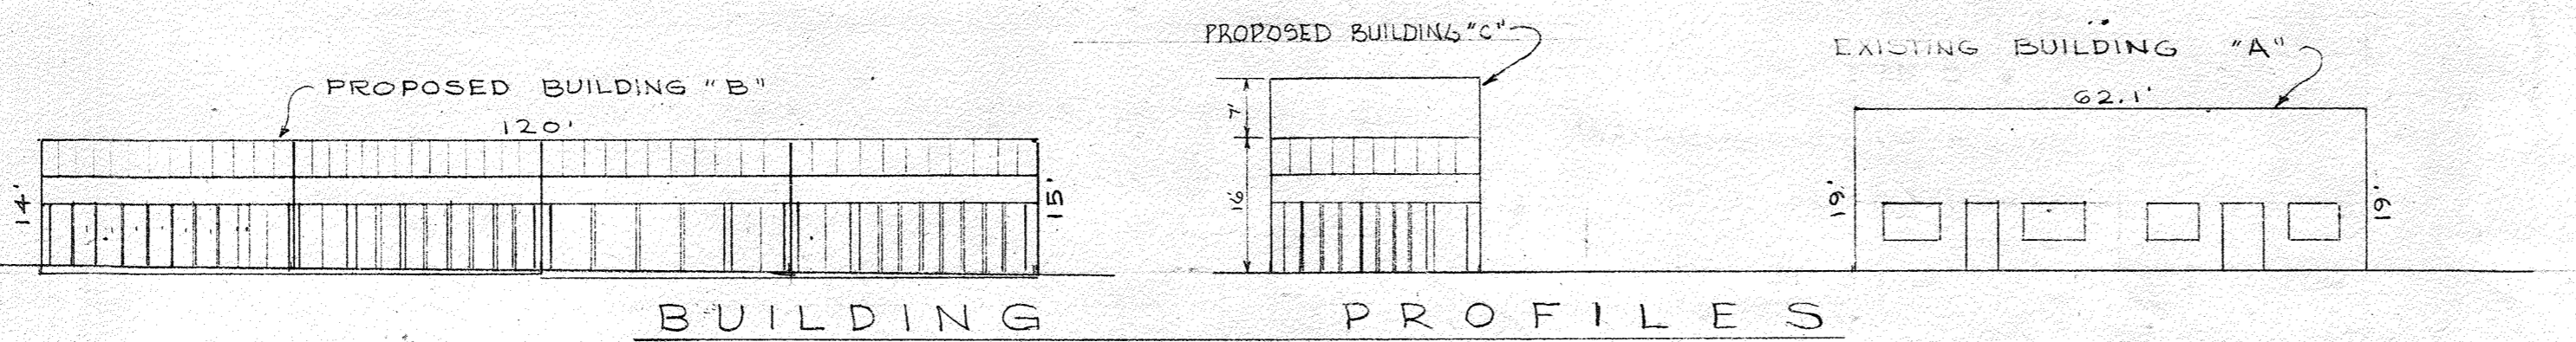 PROPOSED BUILDING "C"
EXISTING BUILDING "A"
PROPOSED BUILDING "B"
62.1'
120'
7'
14'
15'
16'
19'
19'
BUILDING PROFILES